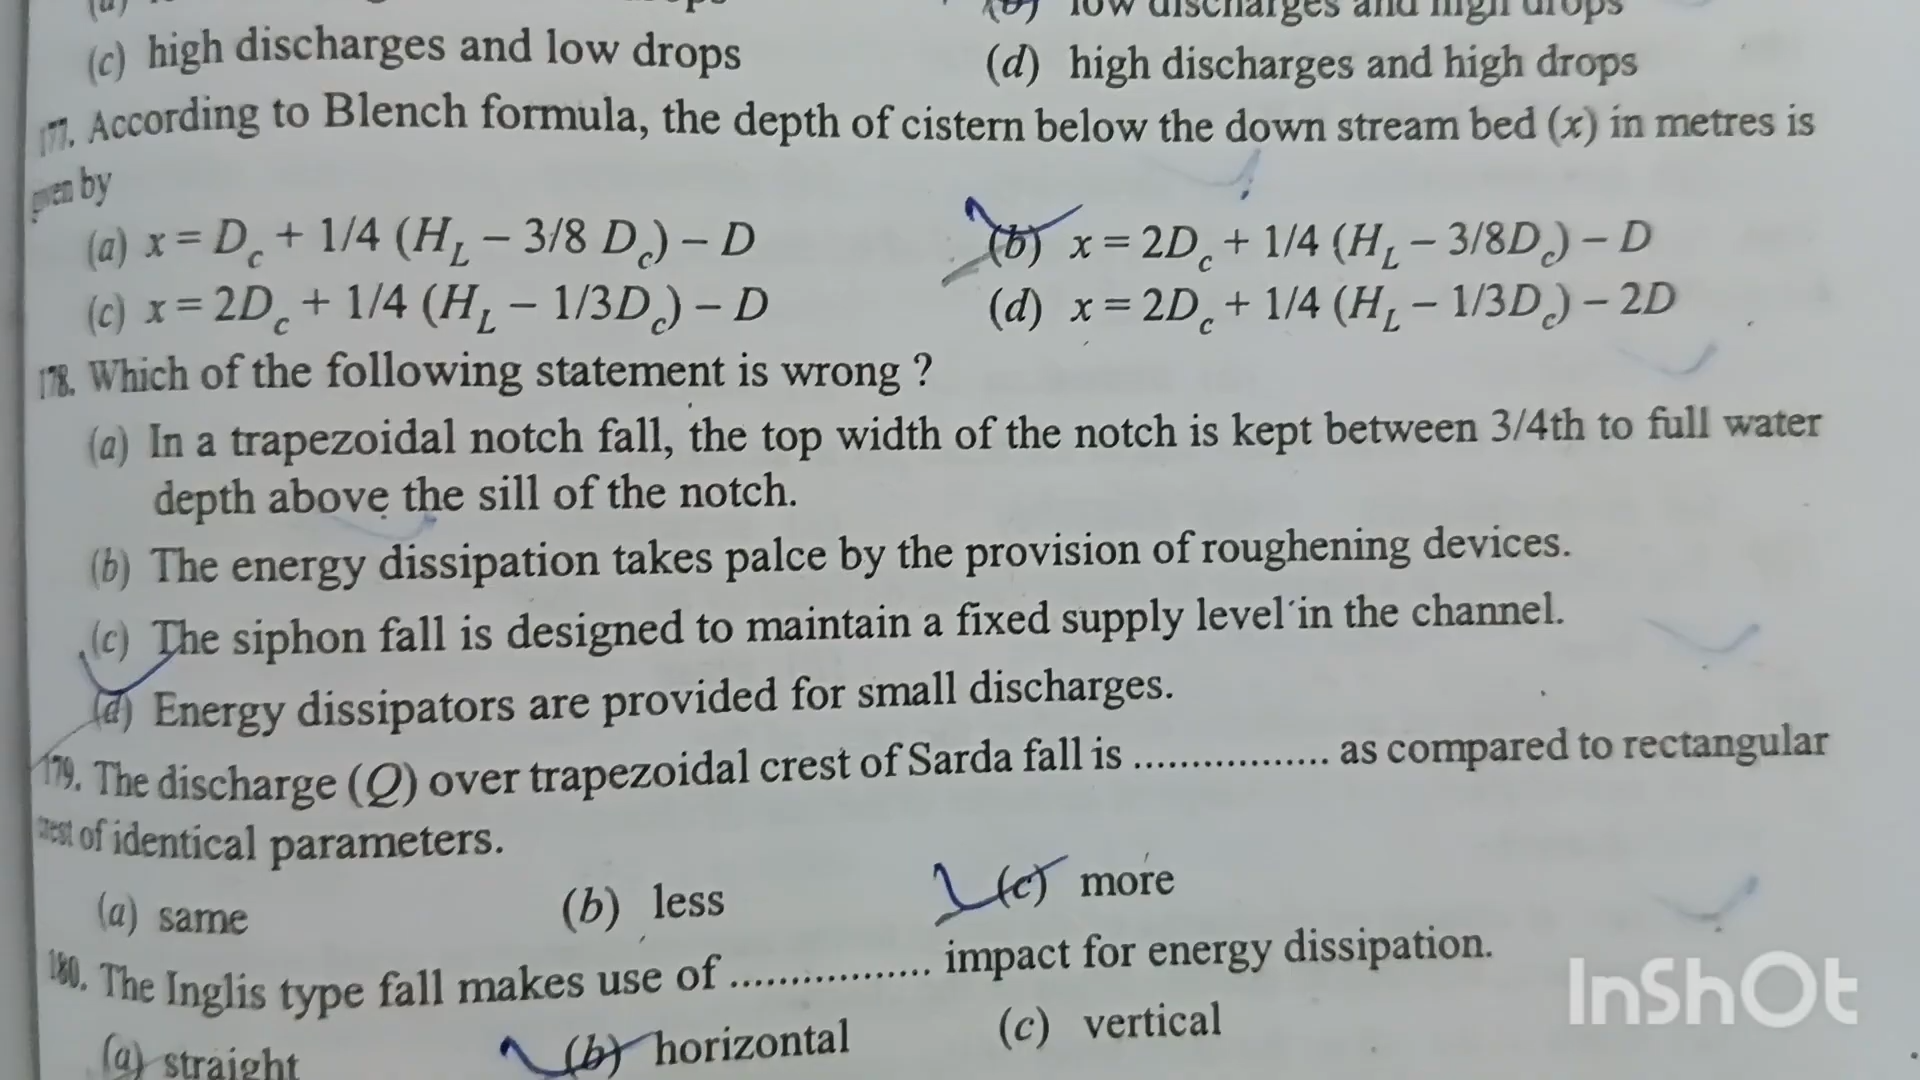 (b) low discharges and high drops
(c) high discharges and low drops
(d) high discharges and high drops
177. According to Blench formula, the depth of cistern below the down stream bed (x) in metres is
given by
(a) x = D_c + 1/4 (H_L – 3/8 D_c) – D
(b) x = 2D_c + 1/4 (H_L – 3/8D_c) – D
(c) x = 2D_c + 1/4 (H_L – 1/3D_c) – D
(d) x = 2D_c + 1/4 (H_L – 1/3D_c) – 2D
178. Which of the following statement is wrong ?
(a) In a trapezoidal notch fall, the top width of the notch is kept between 3/4th to full water
depth above the sill of the notch.
(b) The energy dissipation takes palce by the provision of roughening devices.
(c) The siphon fall is designed to maintain a fixed supply level in the channel.
(d) Energy dissipators are provided for small discharges.
179. The discharge (Q) over trapezoidal crest of Sarda fall is ................. as compared to rectangular
crest of identical parameters.
(a) same
(b) less
(c) more
180. The Inglis type fall makes use of ................. impact for energy dissipation.
(a) straight
(b) horizontal
(c) vertical
InShOt